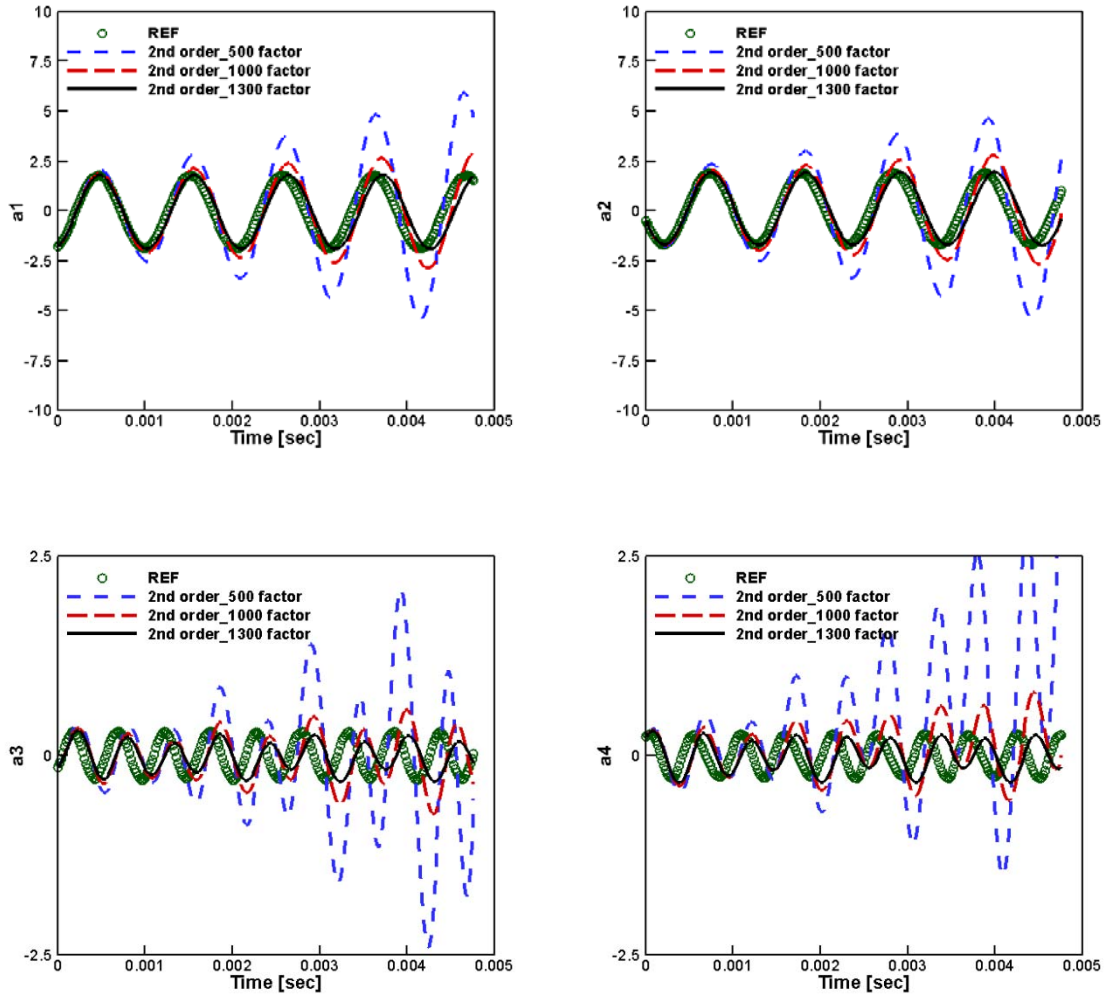 10
7.5
5
2.5
0
-2.5
-5
-7.5
-10
a1
REF
2nd order_500 factor
2nd order_1000 factor
2nd order_1300 factor
0
0.001
0.002
0.003
0.004
0.005
Time [sec]
10
7.5
5
2.5
0
-2.5
-5
-7.5
-10
a2
REF
2nd order_500 factor
2nd order_1000 factor
2nd order_1300 factor
0
0.001
0.002
0.003
0.004
0.005
Time [sec]
2.5
0
-2.5
a3
REF
2nd order_500 factor
2nd order_1000 factor
2nd order_1300 factor
0
0.001
0.002
0.003
0.004
0.005
Time [sec]
2.5
0
-2.5
a4
REF
2nd order_500 factor
2nd order_1000 factor
2nd order_1300 factor
0
0.001
0.002
0.003
0.004
0.005
Time [sec]